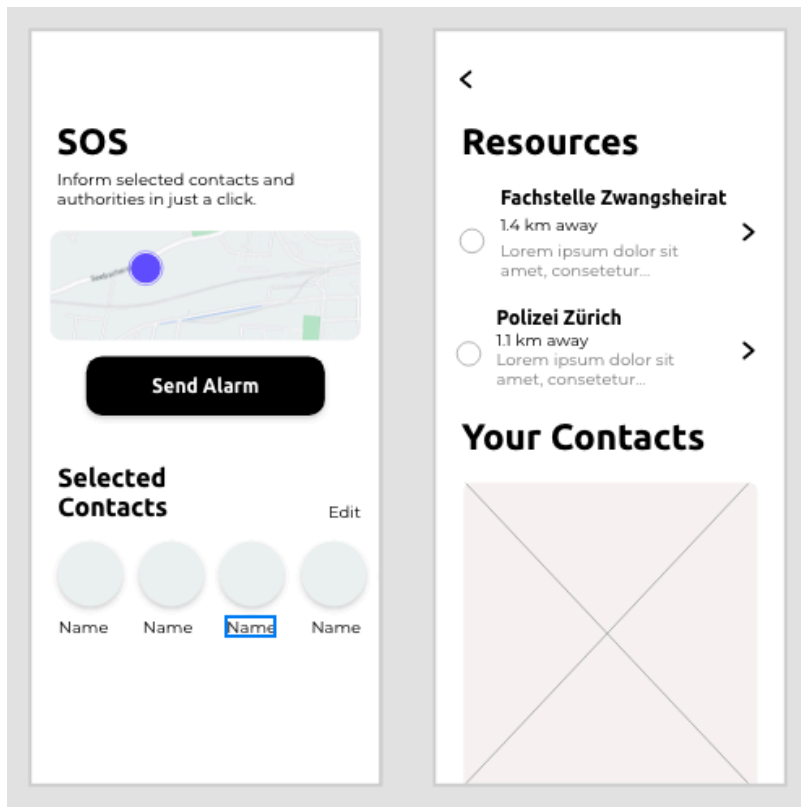 SOS
Inform selected contacts and
authorities in just a click.
Send Alarm
Selected
Contacts
Edit
Name
Name
Name
Name
Resources
Fachstelle Zwangsheirat
1.4 km away
Lorem ipsum dolor sit
amet, consetetur...
Polizei Zürich
1.1 km away
Lorem ipsum dolor sit
amet, consetetur...
Your Contacts